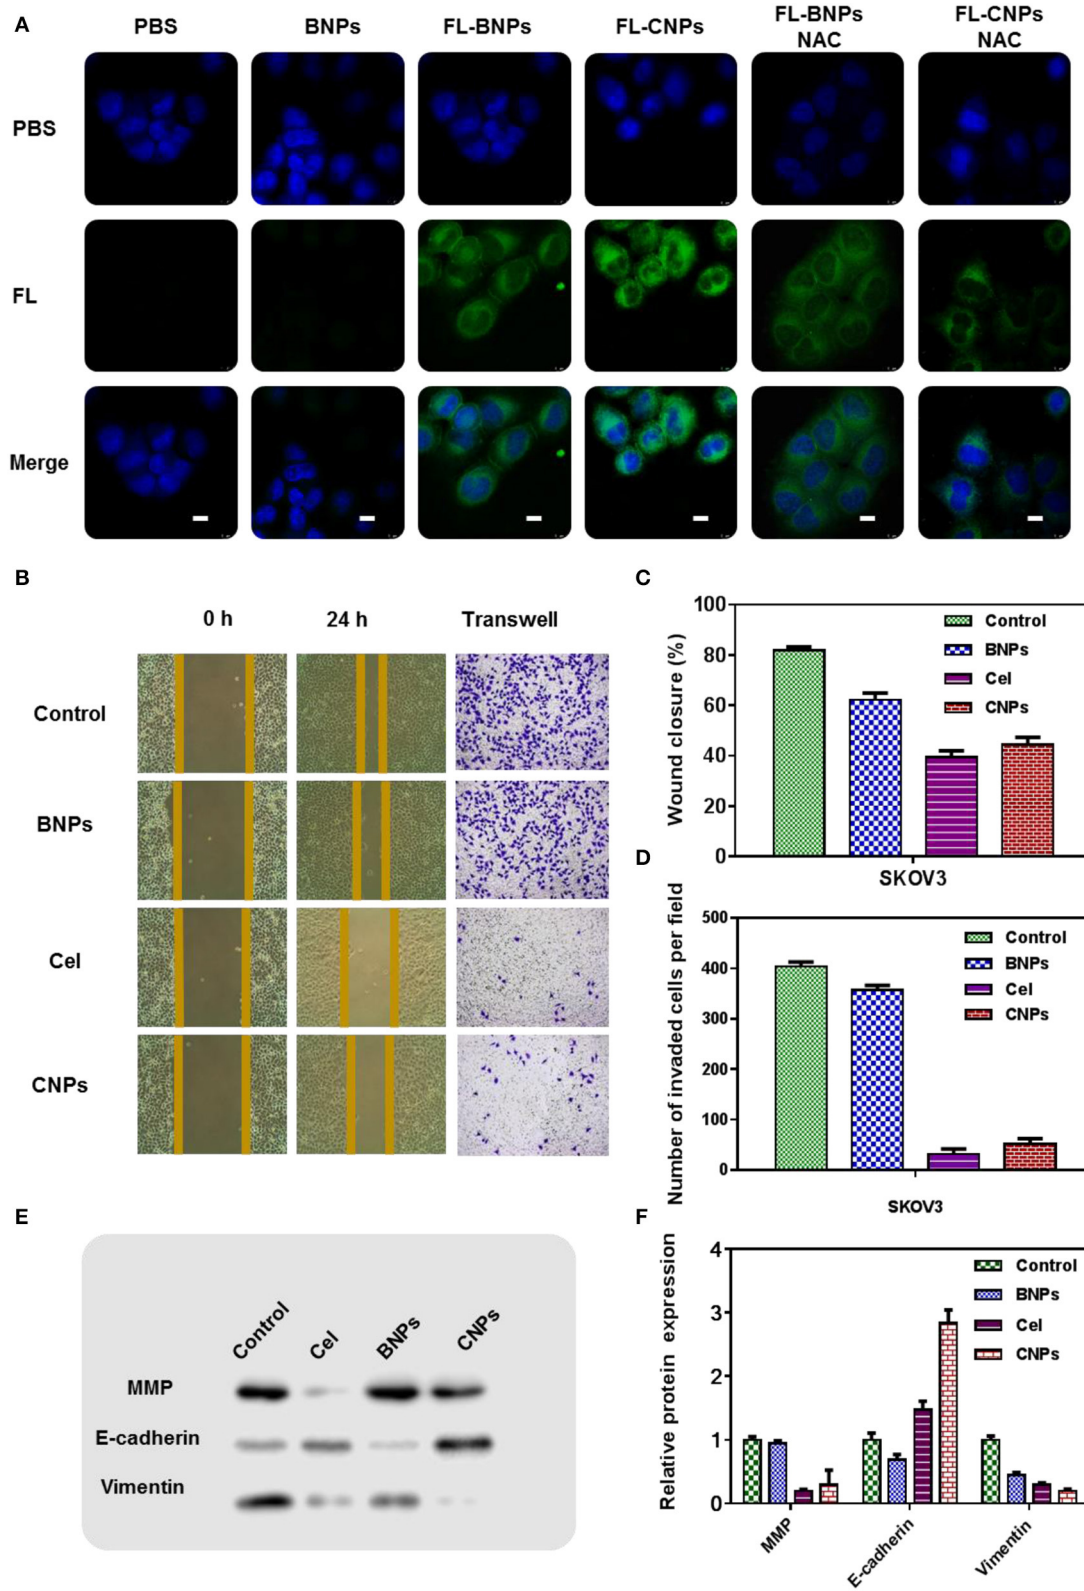 A
PBS
BNPs
FL-BNPs
FL-CNPs
FL-BNPs
NAC
FL-CNPs
NAC
PBS
FL
Merge
B
0 h
24 h
Transwell
Control
BNPs
Cel
CNPs
C
Wound closure (%)
100
80
60
40
20
0
Control
BNPs
Cel
CNPs
SKOV3
D
Number of invaded cells per field
500
400
300
200
100
0
Control
BNPs
Cel
CNPs
SKOV3
E
Control
Cel
BNPs
CNPs
MMP
E-cadherin
Vimentin
F
Relative protein expression
4
3
2
1
0
Control
BNPs
Cel
CNPs
MMP
E-cadherin
Vimentin